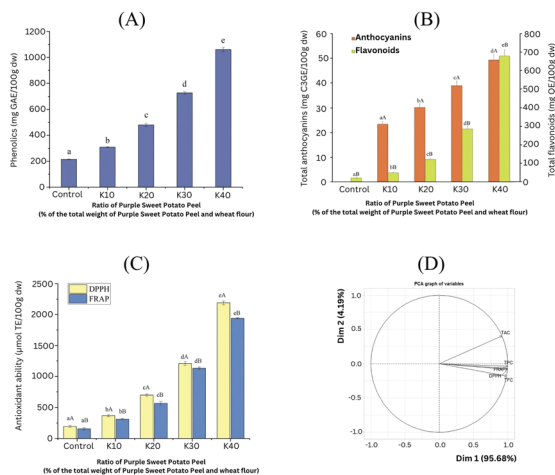 (A)
Phenolics (mg GAE/100g dw)
1200
1000
800
600
400
200
0
a
b
c
d
e
Control K10 K20 K30 K40
Ratio of Purple Sweet Potato Peel
(% of the total weight of Purple Sweet Potato Peel and wheat flour)
(B)
Anthocyanins
Flavonoids
Total anthocyanins (mg C3GE/100g dw)
60
50
40
30
20
10
0
aB
aA
bB
bA
cB
cA
dB
dA
eB
800
700
600
500
400
300
200
100
0
Total flavonoids (mg QE/100g dw)
Control K10 K20 K30 K40
Ratio of Purple Sweet Potato Peel
(% of the total weight of Purple Sweet Potato Peel and wheat flour)
(C)
DPPH
FRAP
Antioxidant ability (µmol TE/100g dw)
2500
2000
1500
1000
500
0
aA aB
bA bB
cA cB
dA dB
eA eB
Control K10 K20 K30 K40
Ratio of Purple Sweet Potato Peel
(% of the total weight of Purple Sweet Potato Peel and wheat flour)
(D)
PCA graph of variables
Dim 2 (4.19%)
1.0
0.5
0.0
-0.5
-1.0
TAC
TPC
FRAP
DPPH
TFC
-1.0 -0.5 0.0 0.5 1.0
Dim 1 (95.68%)